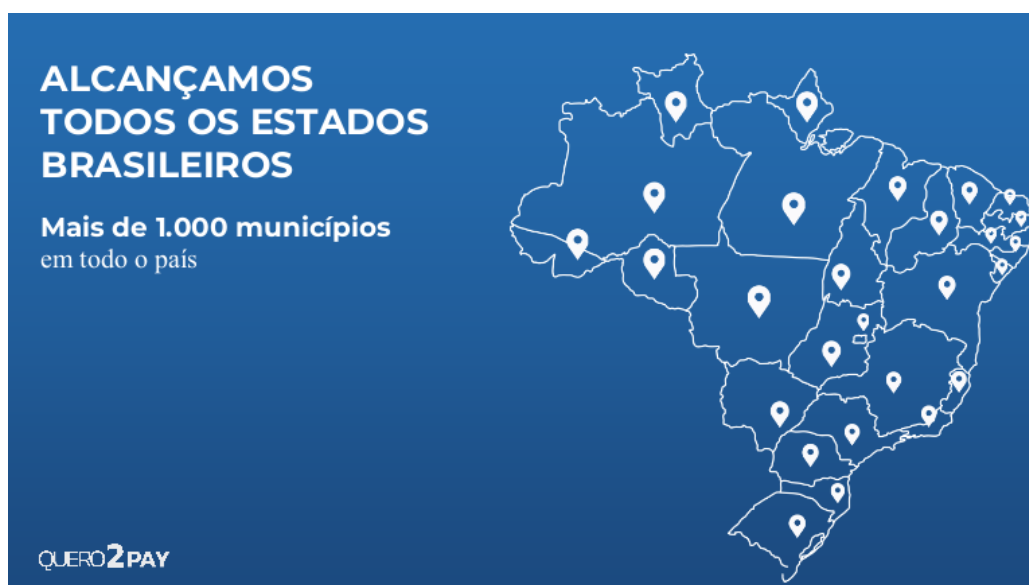 ALCANÇAMOS
TODOS OS ESTADOS
BRASILEIROS
Mais de 1.000 municípios
em todo o país
QUERO2PAY